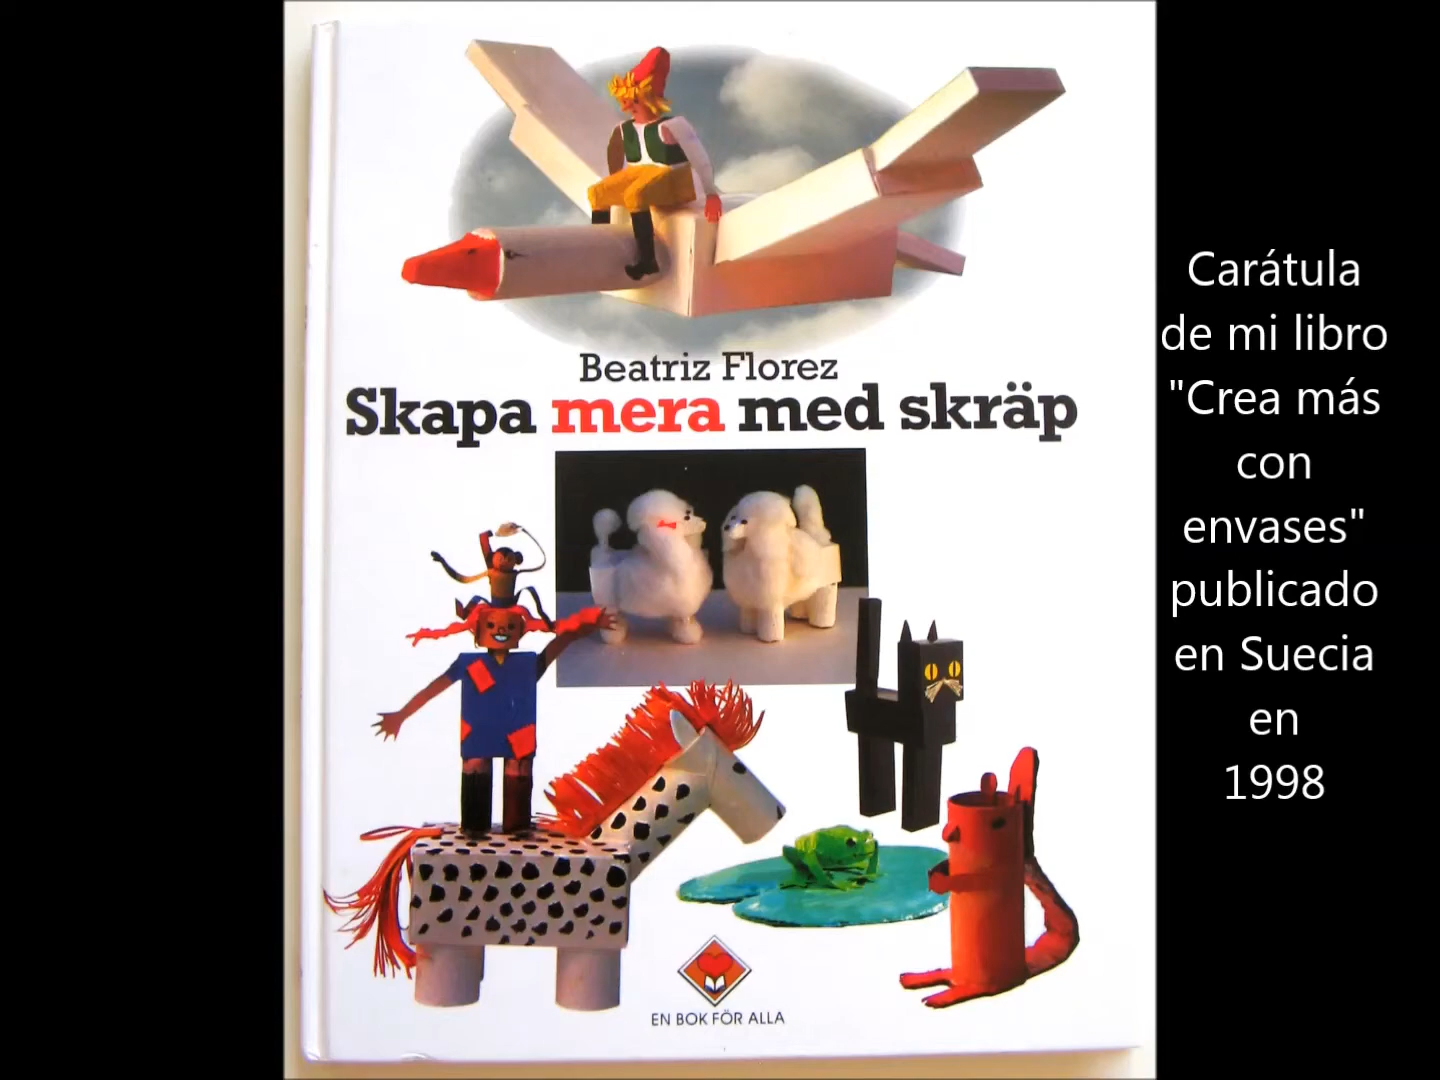 Beatriz Florez
Skapa mera med skräp
EN BOK FÖR ALLA
Carátula
de mi libro
"Crea más
con
envases"
publicado
en Suecia
en
1998